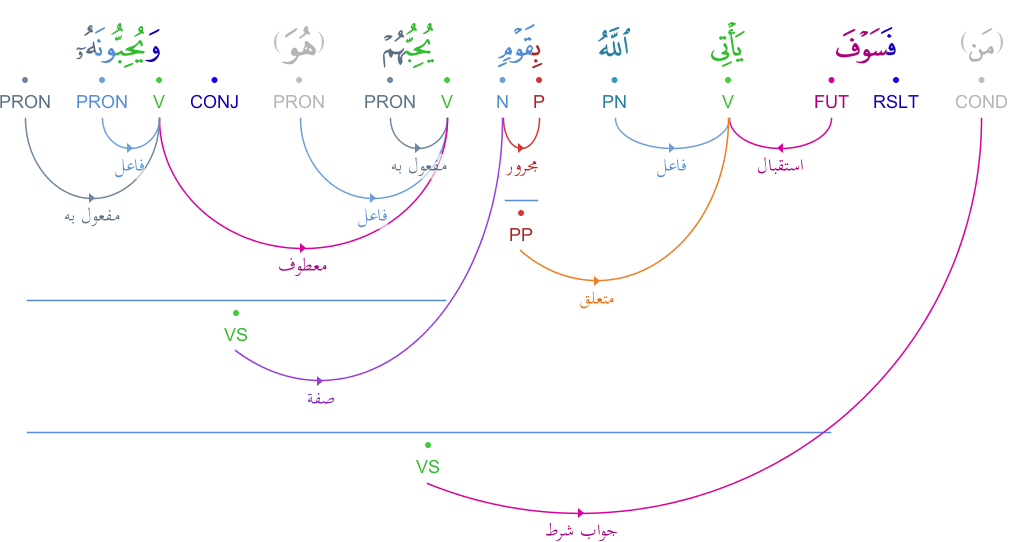 (مَن) فَسَوْفَ يَأْتِى ٱللَّهُ بِقَوْمٍ يُحِبُّهُمْ (هُوَ) وَيُحِبُّونَهُۥٓ
COND RSLT FUT V PN P N V PRON PRON CONJ V PRON PRON
استقبال فاعل مجرور مفعول به فاعل
فاعل مفعول به
PP
معطوف
متعلق
VS
صفة
VS
جواب شرط